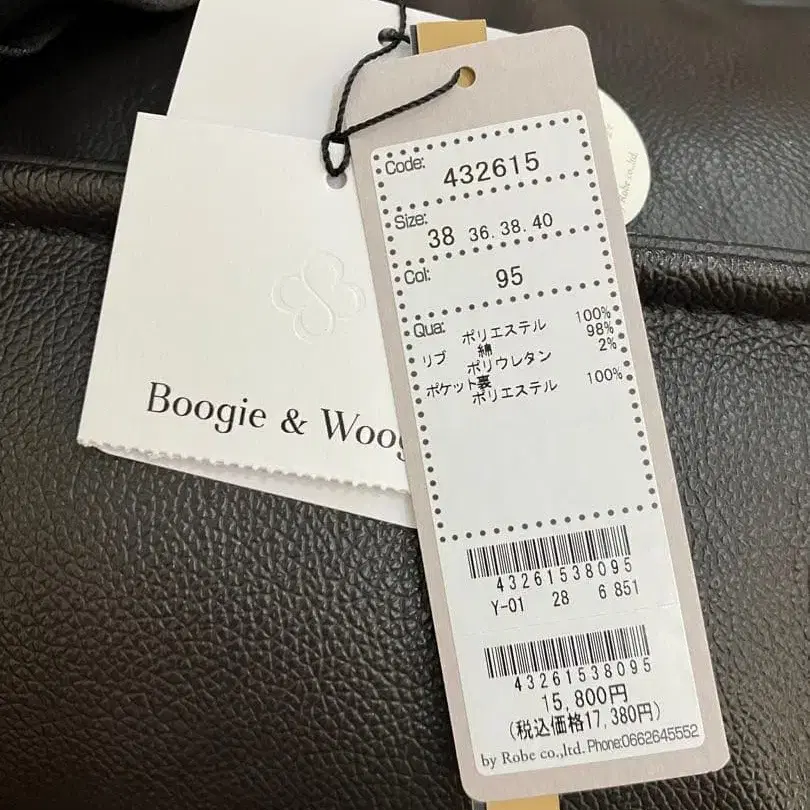 Code: 432615
Size: 38 36.38.40
Col: 95
Qua: ポリエステル 100%
リブ 綿 98%
ポリウレタン 2%
ポケット裏
ポリエステル 100%
43261538095
Y-01 28 6 851
43261538095
15,800円
(税込価格17,380円)
by Robe co.,ltd. Phone:0662645552
Boogie & Woog
Robe co.,ltd.